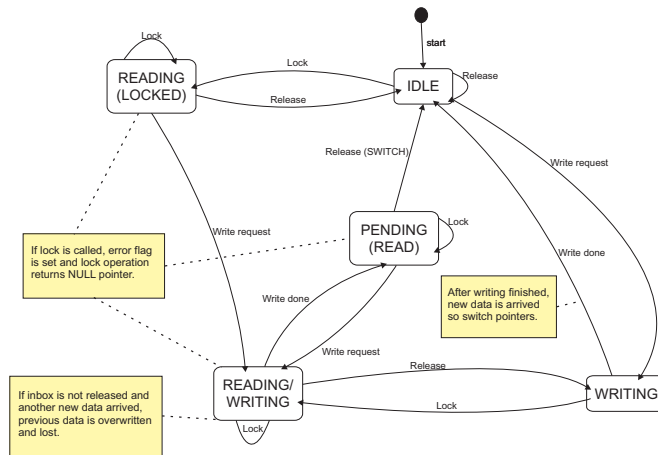 start
Lock
READING
(LOCKED)
Lock
IDLE
Release
Release
Release (SWITCH)
Write request
PENDING
(READ)
Lock
Write request
If lock is called, error flag
is set and lock operation
returns NULL pointer.
Write done
After writing finished,
new data is arrived
so switch pointers.
Write done
Write request
Release
READING/
WRITING
WRITING
Lock
If inbox is not released and
another new data arrived,
previous data is overwritten
and lost.
Lock